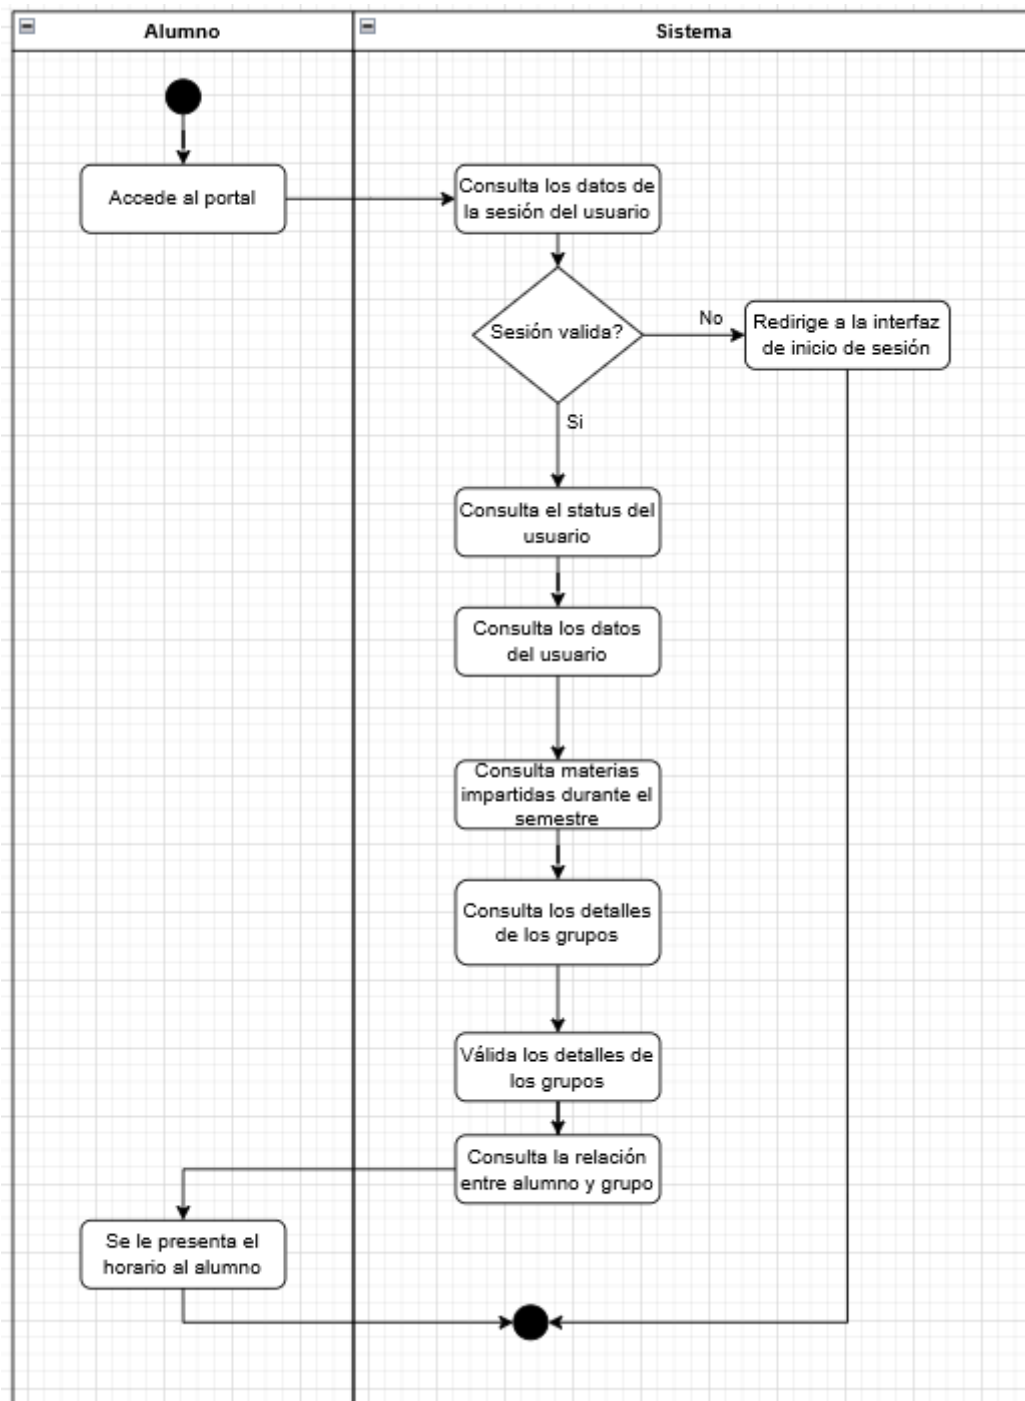 Alumno
Sistema
Accede al portal
Consulta los datos de
la sesión del usuario
Sesión valida?
No
Redirige a la interfaz
de inicio de sesión
Si
Consulta el status del
usuario
Consulta los datos
del usuario
Consulta materias
impartidas durante el
semestre
Consulta los detalles
de los grupos
Válida los detalles de
los grupos
Consulta la relación
entre alumno y grupo
Se le presenta el
horario al alumno